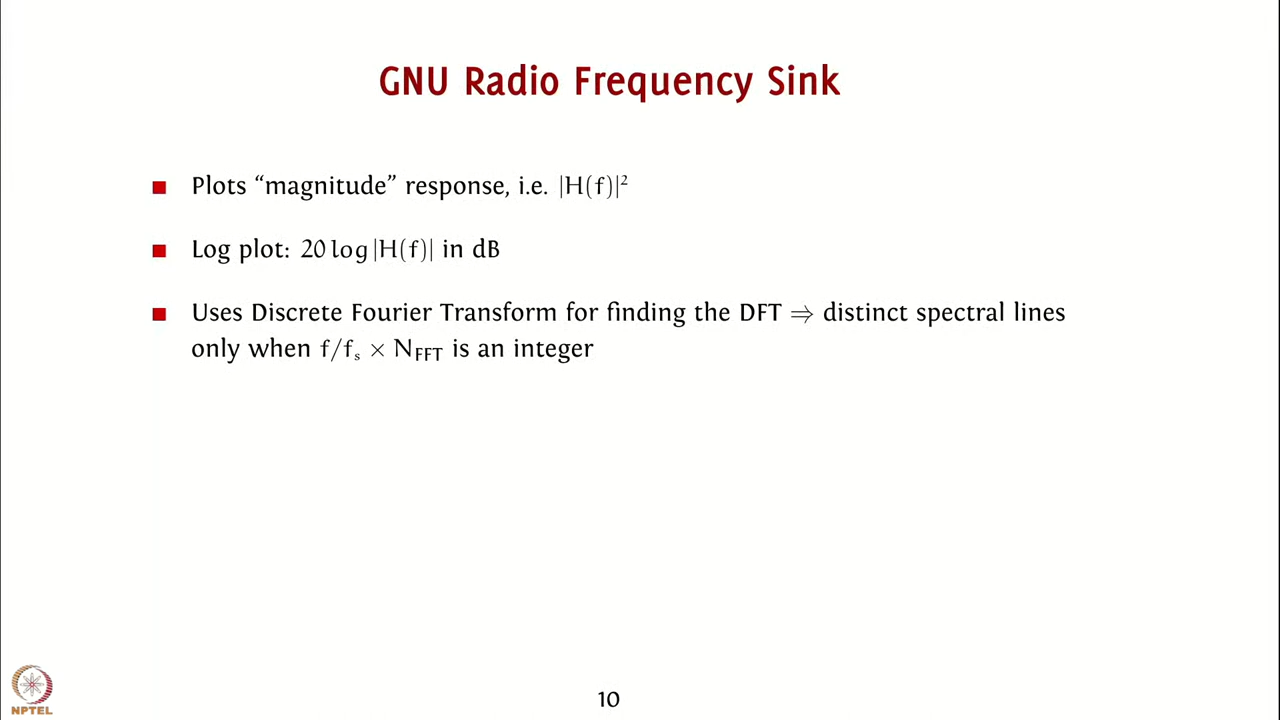 GNU Radio Frequency Sink
Plots “magnitude” response, i.e. |H(f)|²
Log plot: 20 log |H(f)| in dB
Uses Discrete Fourier Transform for finding the DFT ⇒ distinct spectral lines
only when f/fₛ × N_FFT is an integer
NPTEL
10